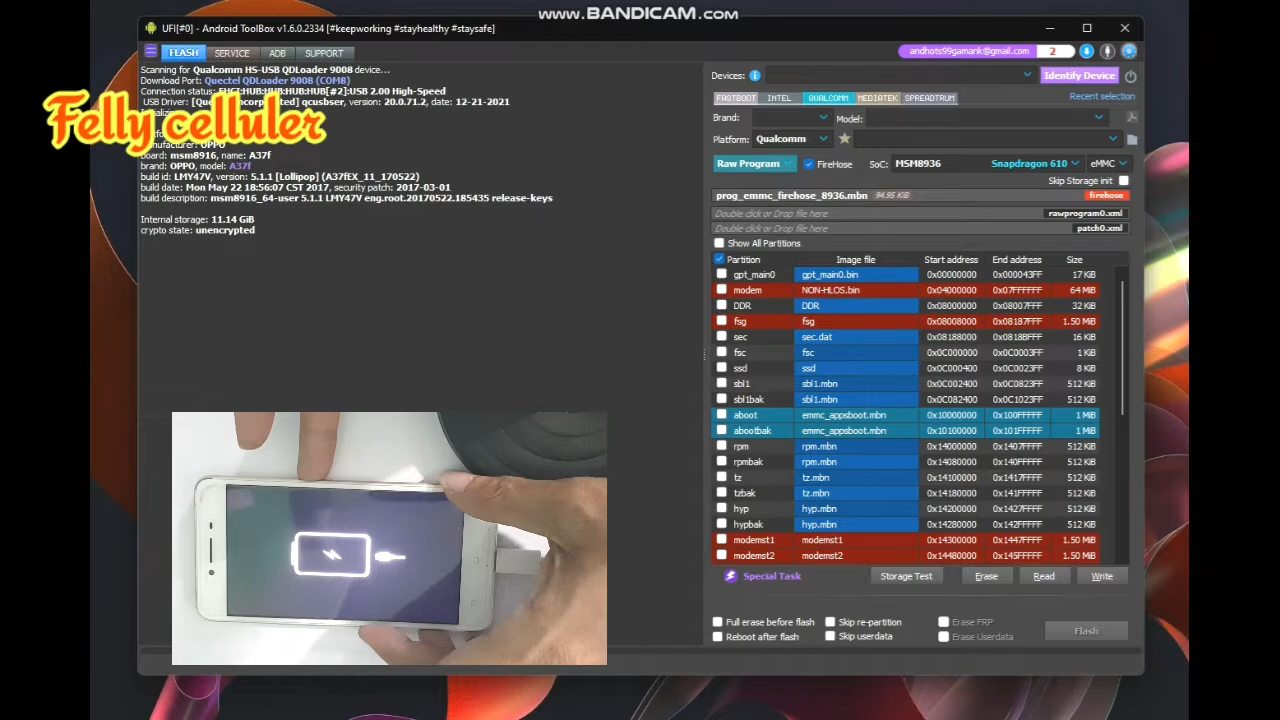 www.BANDICAM.com
UFI(#0) - Android ToolBox v1.6.0.2334 [#keepworking #stayhealthy #staysafe]
FLASH SERVICE ADB SUPPORT
andhots99gamank@gmail.com 2
Scanning for Qualcomm HS-USB QDLoader 9008 device...
Download Port: Quectel QDLoader 9008 (COM8)
Connection status: EHCI:HUB:HUB:HUB:HUB[#2]:USB 2.00 High-Speed
USB Driver: [Quectel Incorporated] qcusbser, version: 20.0.71.2, date: 12-21-2021
Felly celluler
manufacturer: OPPO
board: msm8916, name: A37f
brand: OPPO, model: A37f
build id: LMY47V, version: 5.1.1 [Lollipop] (A37fEX_11_170522)
build date: Mon May 22 18:56:07 CST 2017, security patch: 2017-03-01
build description: msm8916_64-user 5.1.1 LMY47V eng.root.20170522.185435 release-keys
Internal storage: 11.14 GiB
crypto state: unencrypted
Devices: Identify Device
FASTBOOT INTEL QUALCOMM MEDIATEK SPREADTRUM Recent selection
Brand: Model:
Platform: Qualcomm
Raw Program FireHose SoC: MSM8936 Snapdragon 610 eMMC
Skip Storage init
prog_emmc_firehose_8936.mbn 94.95 KiB firehose
Double click or Drop file here rawprogram0.xml
Double click or Drop file here patch0.xml
Show All Partitions
Partition Image file Start address End address Size
gpt_main0 gpt_main0.bin 0x00000000 0x000043FF 17 KiB
modem NON-HLOS.bin 0x04000000 0x07FFFFFF 64 MiB
DDR DDR 0x08000000 0x08007FFF 32 KiB
fsg fsg 0x08008000 0x08187FFF 1.50 MiB
sec sec.dat 0x08188000 0x0818BFFF 16 KiB
fsc fsc 0x0C000000 0x0C0003FF 1 KiB
ssd ssd 0x0C000400 0x0C0023FF 8 KiB
sbl1 sbl1.mbn 0x0C002400 0x0C0823FF 512 KiB
sbl1bak sbl1.mbn 0x0C082400 0x0C1023FF 512 KiB
aboot emmc_appsboot.mbn 0x10000000 0x100FFFFF 1 MiB
abootbak emmc_appsboot.mbn 0x10100000 0x101FFFFF 1 MiB
rpm rpm.mbn 0x14000000 0x1407FFFF 512 KiB
rpmbak rpm.mbn 0x14080000 0x140FFFFF 512 KiB
tz tz.mbn 0x14100000 0x1417FFFF 512 KiB
tzbak tz.mbn 0x14180000 0x141FFFFF 512 KiB
hyp hyp.mbn 0x14200000 0x1427FFFF 512 KiB
hypbak hyp.mbn 0x14280000 0x142FFFFF 512 KiB
modemst1 modemst1 0x14300000 0x1447FFFF 1.50 MiB
modemst2 modemst2 0x14480000 0x145FFFFF 1.50 MiB
Special Task Storage Test Erase Read Write
Full erase before flash Skip re-partition Erase FRP
Reboot after flash Skip userdata Erase Userdata
Flash